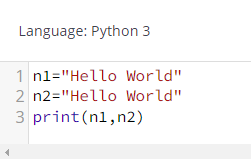 Language: Python 3
1 n1="Hello World"
2 n2="Hello World"
3 print(n1,n2)